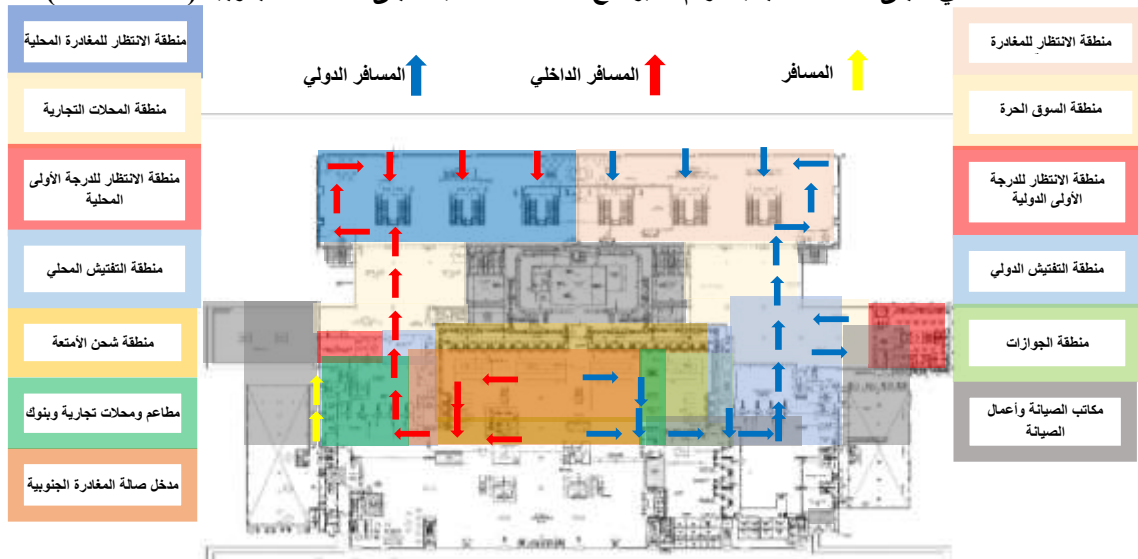 منطقة الانتظار للمغادرة المحلية
منطقة المحلات التجارية
منطقة الانتظار للدرجة الأولى
المحلية
منطقة التفتيش المحلي
منطقة شحن الأمتعة
مطاعم ومحلات تجارية وبنوك
مدخل صالة المغادرة الجنوبية
المسافر الدولي
المسافر الداخلي
المسافر
منطقة الانتظار للمغادرة
منطقة السوق الحرة
منطقة الانتظار للدرجة
الأولى الدولية
منطقة التفتيش الدولي
منطقة الجوازات
مكاتب الصيانة وأعمال
الصيانة